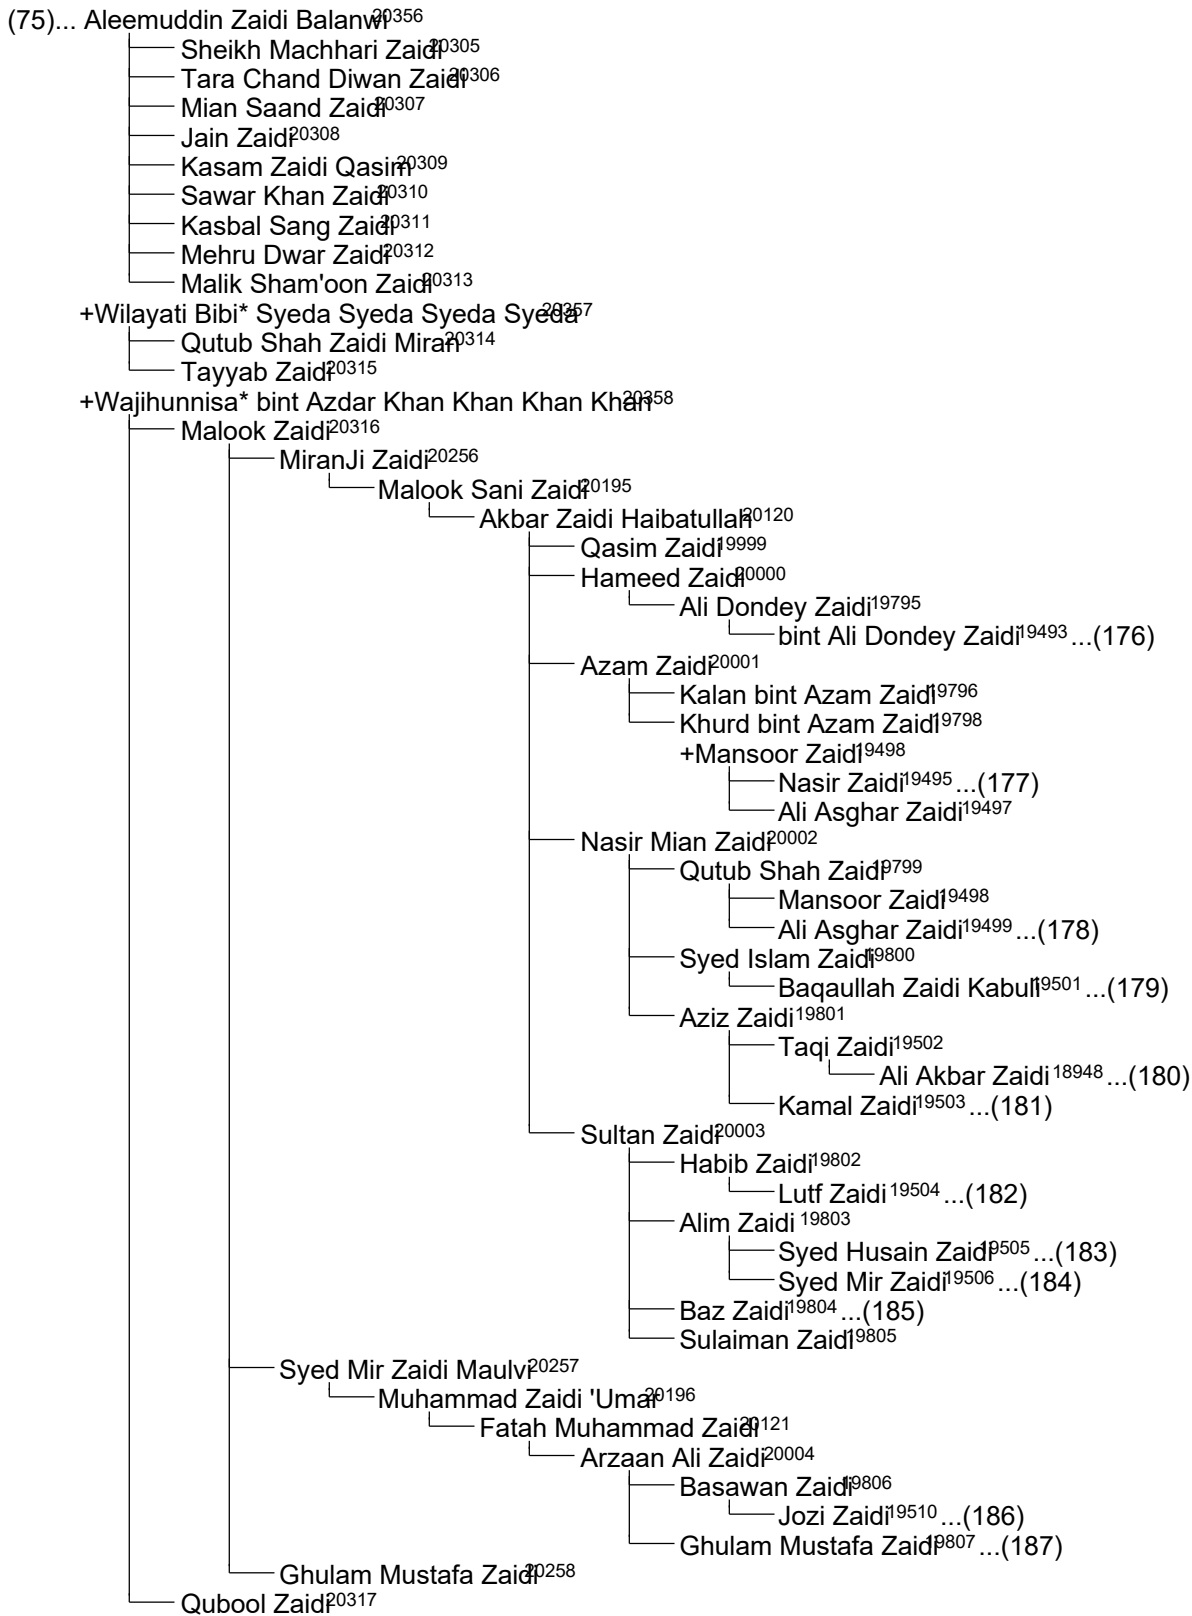 (75)... Aleemuddin Zaidi Balanwi20356
Sheikh Machhari Zaidi20305
Tara Chand Diwan Zaidi20306
Mian Saand Zaidi20307
Jain Zaidi20308
Kasam Zaidi Qasim20309
Sawar Khan Zaidi20310
Kasbal Sang Zaidi20311
Mehru Dwar Zaidi20312
Malik Sham'oon Zaidi20313
+Wilayati Bibi* Syeda Syeda Syeda Syeda20357
Qutub Shah Zaidi Miran20314
Tayyab Zaidi20315
+Wajihunnisa* bint Azdar Khan Khan Khan Khan20358
Malook Zaidi20316
MiranJi Zaidi20256
Malook Sani Zaidi20195
Akbar Zaidi Haibatullah20120
Qasim Zaidi19999
Hameed Zaidi20000
Ali Dondey Zaidi19795
bint Ali Dondey Zaidi19493 ...(176)
Azam Zaidi20001
Kalan bint Azam Zaidi19796
Khurd bint Azam Zaidi19798
+Mansoor Zaidi19498
Nasir Zaidi19495 ...(177)
Ali Asghar Zaidi19497
Nasir Mian Zaidi20002
Qutub Shah Zaidi19799
Mansoor Zaidi19498
Ali Asghar Zaidi19499 ...(178)
Syed Islam Zaidi19800
Baqaullah Zaidi Kabuli19501 ...(179)
Aziz Zaidi19801
Taqi Zaidi19502
Ali Akbar Zaidi18948 ...(180)
Kamal Zaidi19503 ...(181)
Sultan Zaidi20003
Habib Zaidi19802
Lutf Zaidi19504 ...(182)
Alim Zaidi19803
Syed Husain Zaidi19505 ...(183)
Syed Mir Zaidi19506 ...(184)
Baz Zaidi19804 ...(185)
Sulaiman Zaidi19805
Syed Mir Zaidi Maulvi20257
Muhammad Zaidi 'Umar20196
Fatah Muhammad Zaidi20121
Arzaan Ali Zaidi20004
Basawan Zaidi19806
Jozi Zaidi19510 ...(186)
Ghulam Mustafa Zaidi19807 ...(187)
Ghulam Mustafa Zaidi20258
Qubool Zaidi20317